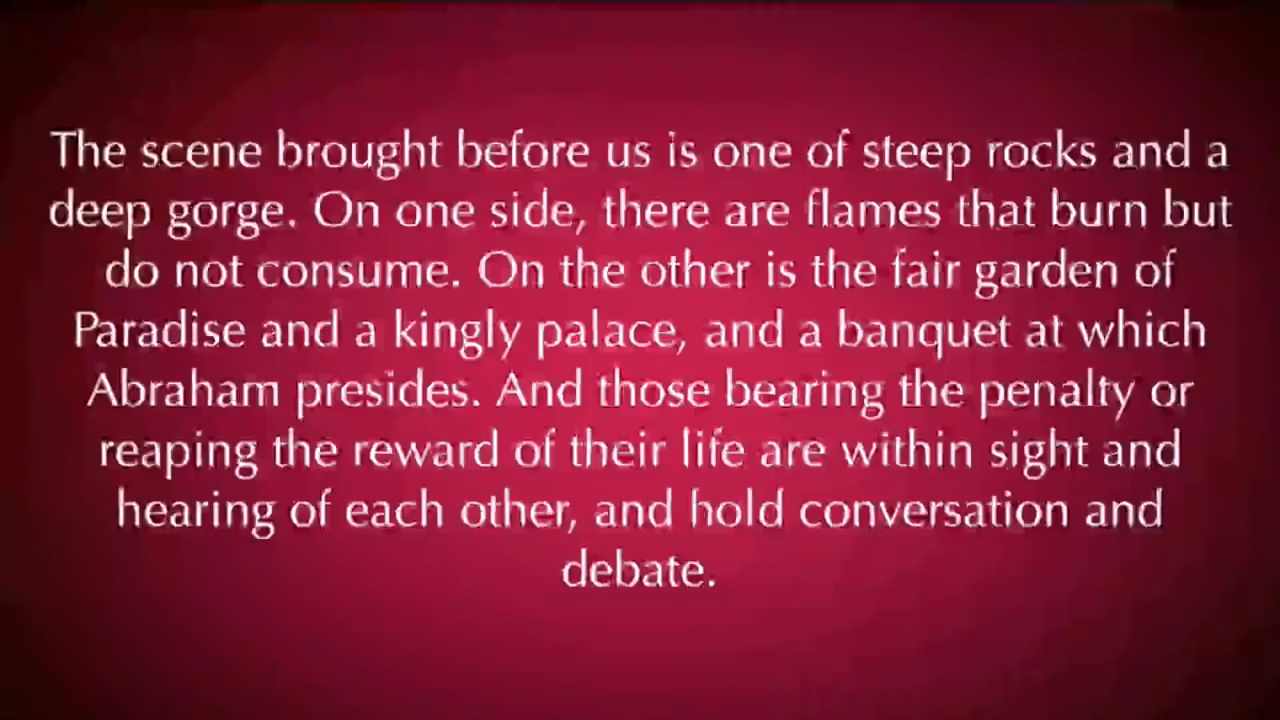 The scene brought before us is one of steep rocks and a
deep gorge. On one side, there are flames that burn but
do not consume. On the other is the fair garden of
Paradise and a kingly palace, and a banquet at which
Abraham presides. And those bearing the penalty or
reaping the reward of their life are within sight and
hearing of each other, and hold conversation and
debate.